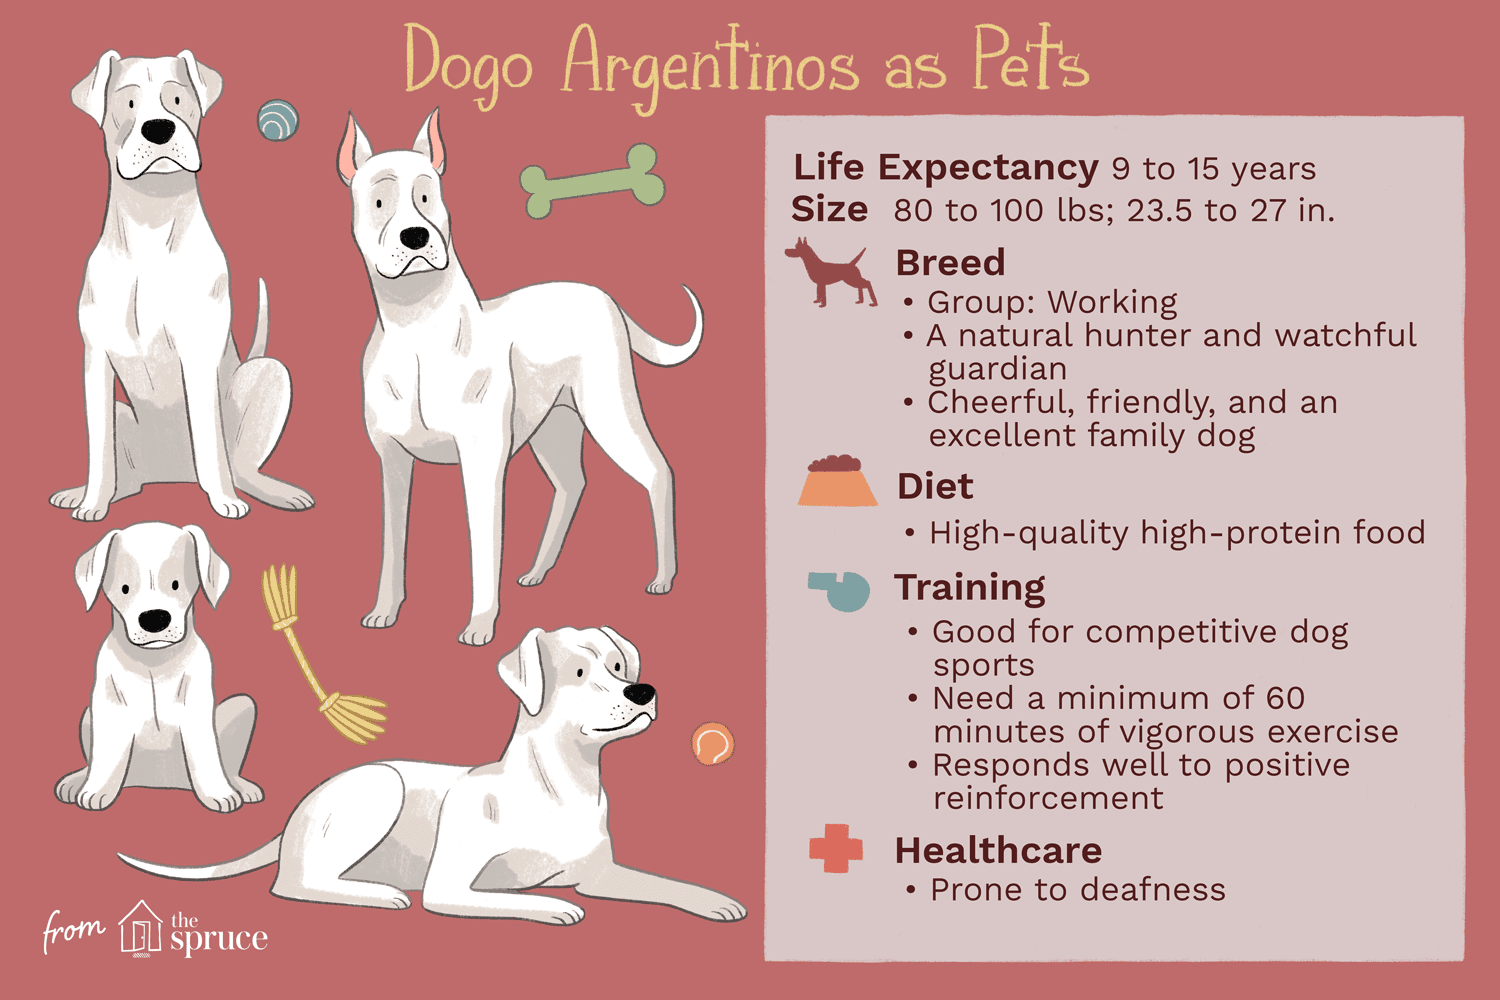 Dogo Argentinos as Pets
Life Expectancy 9 to 15 years
Size 80 to 100 lbs; 23.5 to 27 in.
Breed
• Group: Working
• A natural hunter and watchful
guardian
• Cheerful, friendly, and an
excellent family dog
Diet
• High-quality high-protein food
Training
• Good for competitive dog
sports
• Need a minimum of 60
minutes of vigorous exercise
• Responds well to positive
reinforcement
Healthcare
• Prone to deafness
from the
spruce